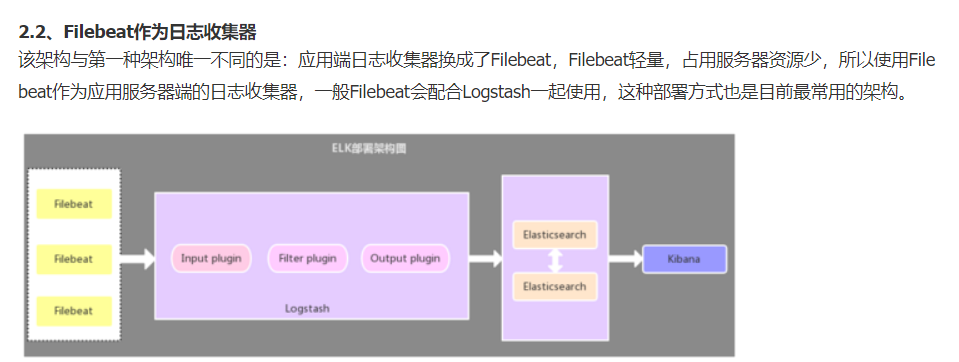 2.2、Filebeat作为日志收集器
该架构与第一种架构唯一不同的是：应用端日志收集器换成了Filebeat，Filebeat轻量，占用服务器资源少，所以使用File
beat作为应用服务器端的日志收集器，一般Filebeat会配合Logstash一起使用，这种部署方式也是目前最常用的架构。
ELK部署架构图
Filebeat
Filebeat
Filebeat
Input plugin
Filter plugin
Output plugin
Logstash
Elasticsearch
Elasticsearch
Kibana